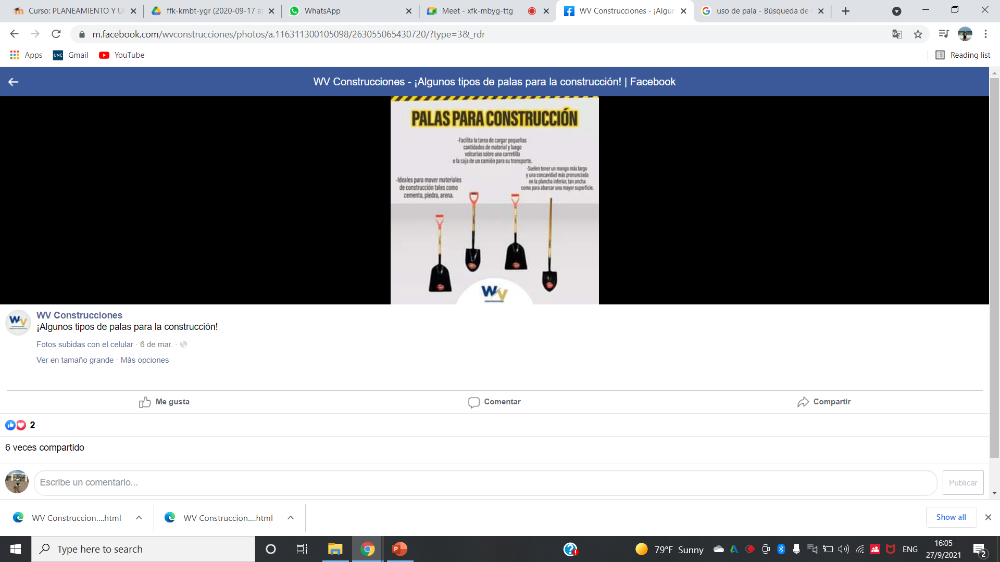 Curso: PLANEAMIENTO Y U
ffk-kmbt-ygr (2020-09-17 a
WhatsApp
Meet - xfk-mbyg-ttg
WV Construcciones - ¡Algun
uso de pala - Búsqueda de
m.facebook.com/wvconstrucciones/photos/a.116311300105098/263055065430720/?type=3&_rdr
Apps
UNC
Gmail
YouTube
Reading list
WV Construcciones - ¡Algunos tipos de palas para la construcción! | Facebook
PALAS PARA CONSTRUCCIÓN
-Facilita la tarea de cargar pequeñas
cantidades de material y luego
volcarlas sobre una carretilla
o la caja de un camión para su transporte.
-Suelen tener un mango más largo
y una concavidad más pronunciada
en la plancha inferior, tan ancha
como para abarcar una mayor superficie.
-Ideales para mover materiales
de construcción tales como
cemento, piedra, arena.
WV
WV Construcciones
¡Algunos tipos de palas para la construcción!
Fotos subidas con el celular · 6 de mar. ·
Ver en tamaño grande · Más opciones
Me gusta
Comentar
Compartir
2
6 veces compartido
Escribe un comentario...
Publicar
WV Construccion....html
WV Construccion....html
Show all
Type here to search
79°F Sunny
ENG
16:05
27/9/2021
2